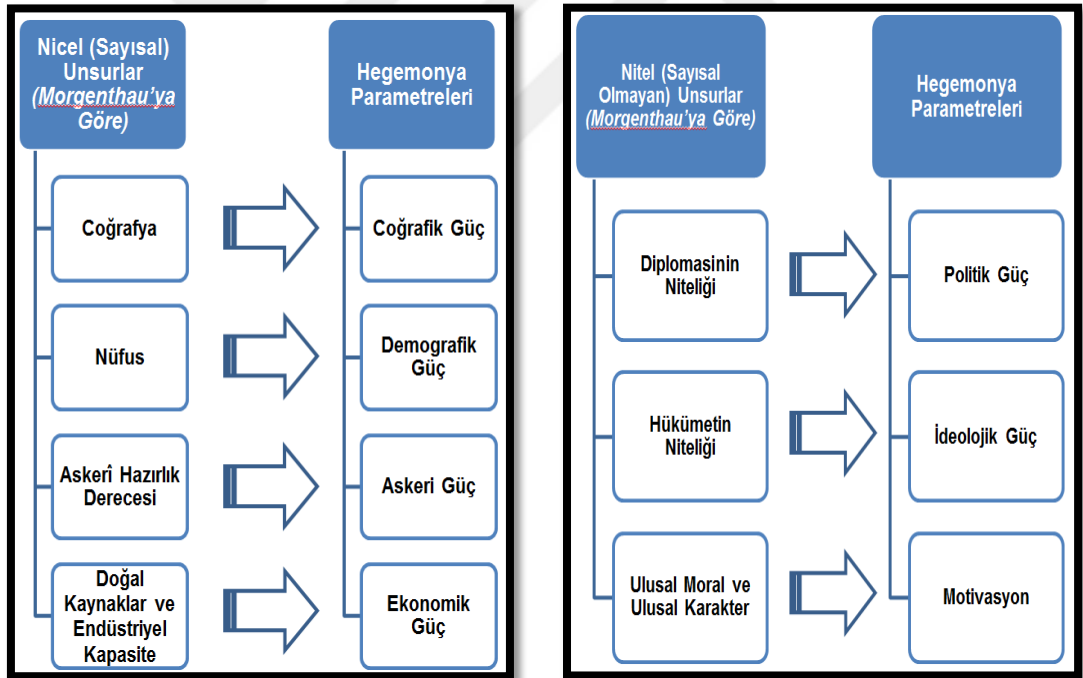 Nicel (Sayısal)
Unsurlar
(Morgenthau’ya
Göre)
Hegemonya
Parametreleri
Coğrafya
Coğrafik Güç
Nüfus
Demografik
Güç
Askerî Hazırlık
Derecesi
Askeri Güç
Doğal
Kaynaklar ve
Endüstriyel
Kapasite
Ekonomik
Güç
Nitel (Sayısal
Olmayan) Unsurlar
(Morgenthau’ya Göre)
Hegemonya
Parametreleri
Diplomasinin
Niteliği
Politik Güç
Hükümetin
Niteliği
İdeolojik Güç
Ulusal Moral ve
Ulusal Karakter
Motivasyon